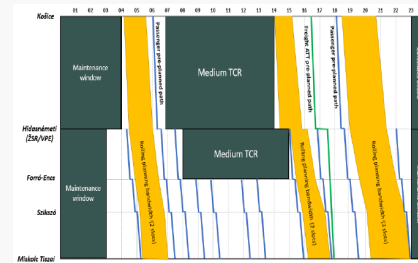 01 02 03 04 05 06 07 08 09 10 11 12 13 14 15 16 17 18 19 20 21 22 23
Košice
Maintenance
window
Passenger pre-planned path
Medium TCR
Freight ATT pre-planned path
Passenger pre-planned path
Hidasnémeti
(ŽSR/VPE)
Maintenance
window
Rolling planning bandwidth (2 slots)
Medium TCR
Rolling planning bandwidth (2 slots)
Rolling planning bandwidth (3 slots)
Forró-Encs
Szikszó
Miskolc Tiszai